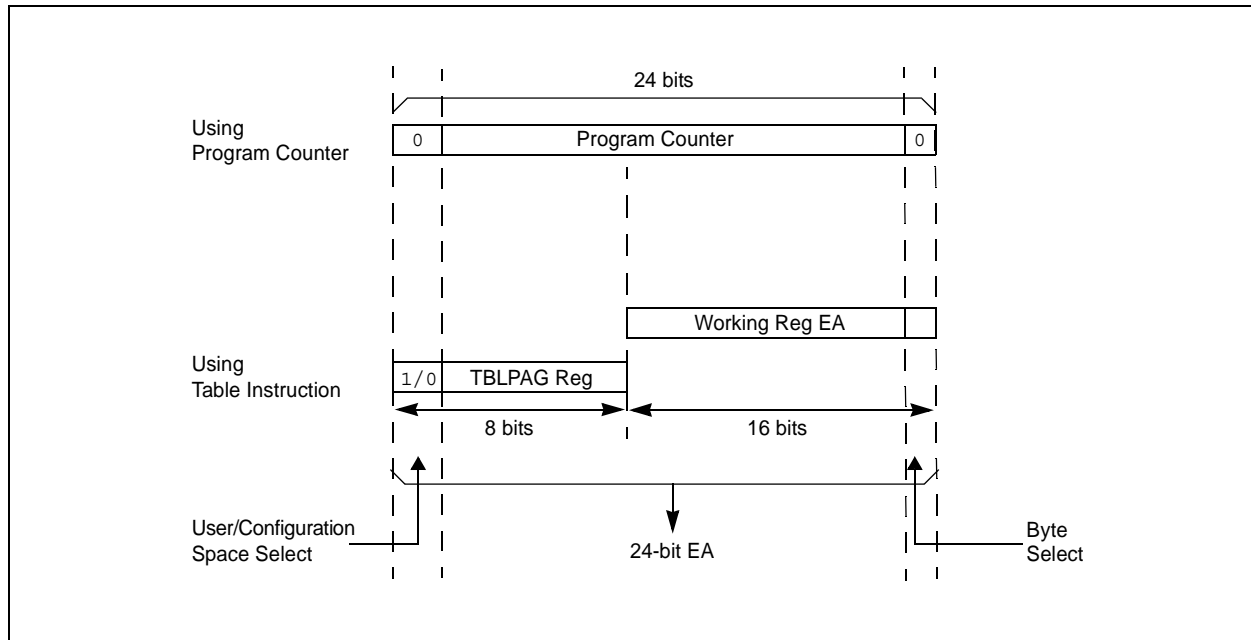 24 bits
Using
Program Counter
0
Program Counter
0
Working Reg EA
Using
Table Instruction
1/0
TBLPAG Reg
8 bits
16 bits
User/Configuration
Space Select
24-bit EA
Byte
Select